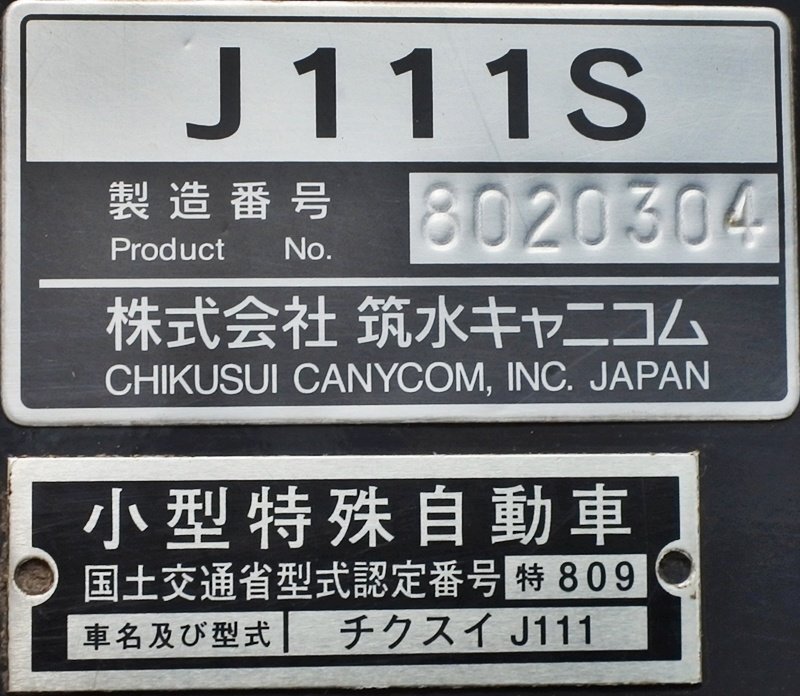 J111S
製造番号 8020304
Product No.
株式会社 筑水キャニコム
CHIKUSUI CANYCOM, INC. JAPAN
小型特殊自動車
国土交通省型式認定番号 特 809
車名及び型式 チクスイ J111